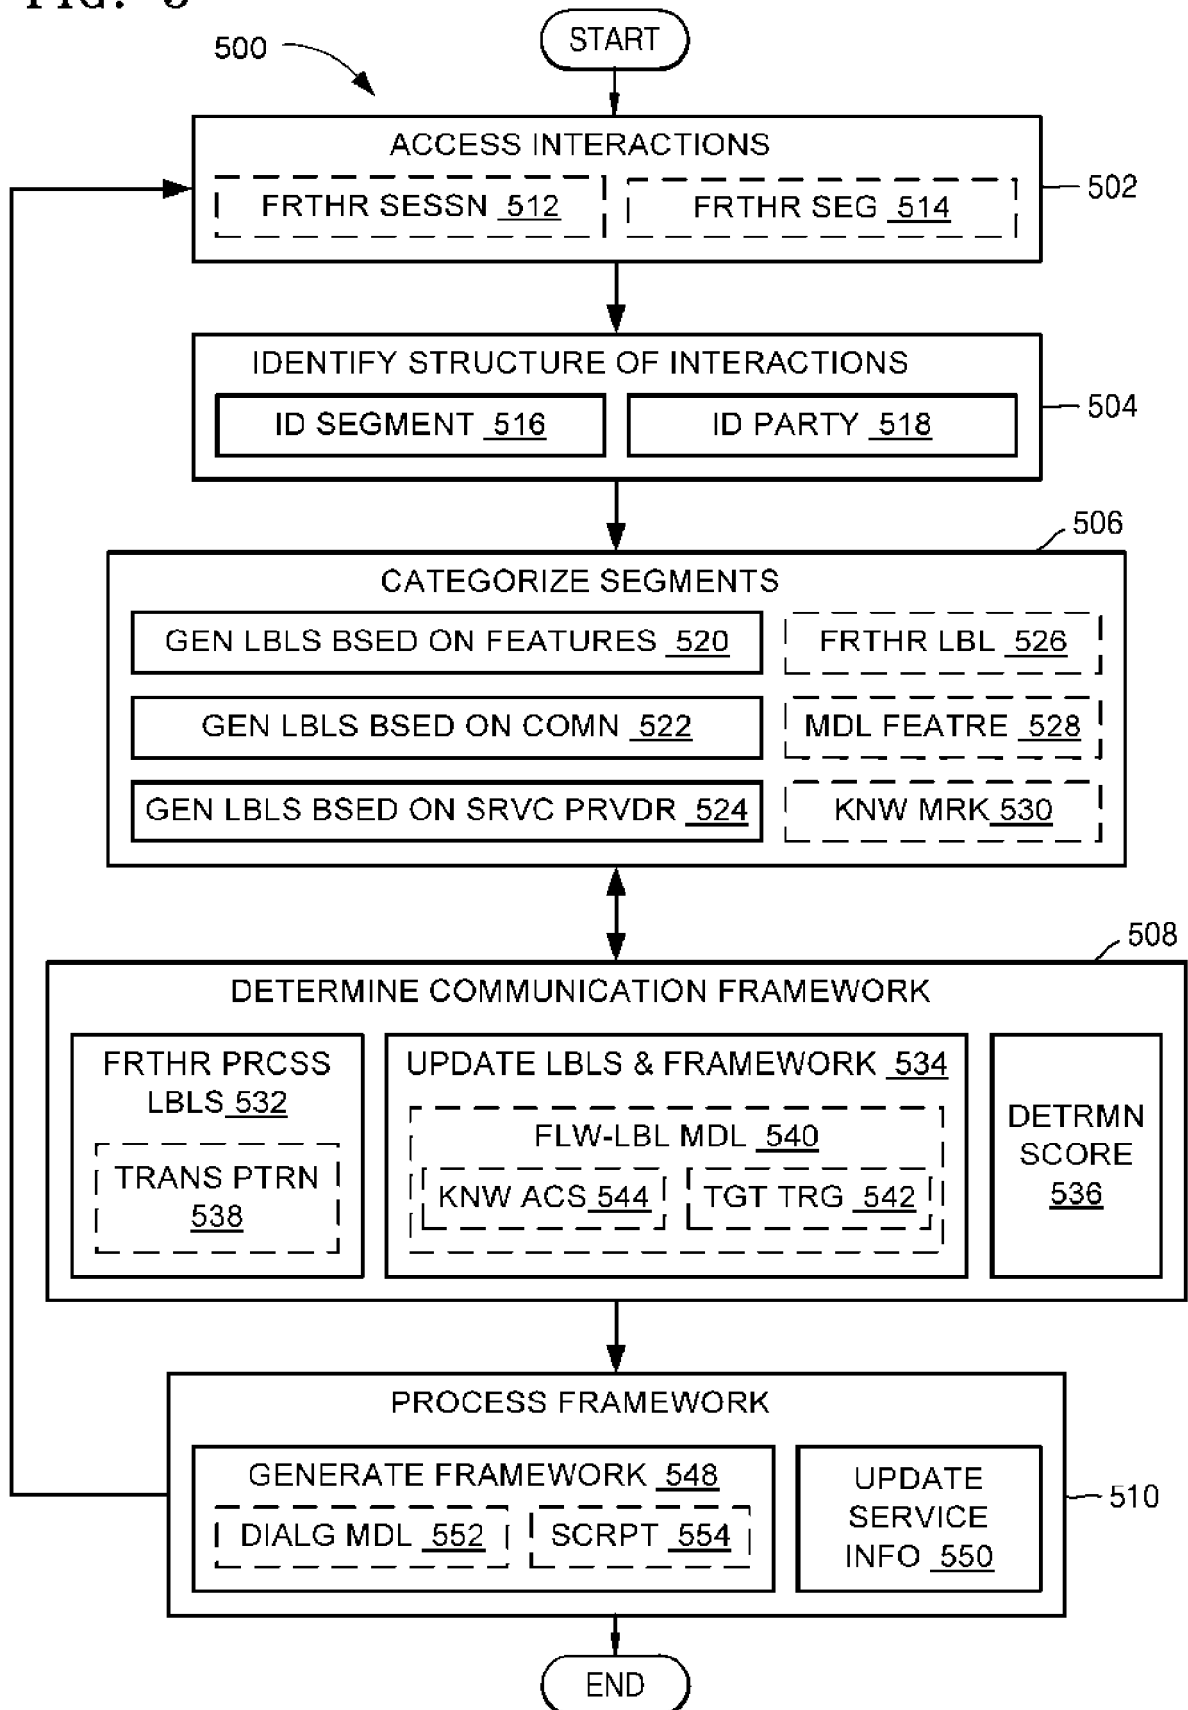 START
500
ACCESS INTERACTIONS
FRTHR SESSN 512
FRTHR SEG 514
502
IDENTIFY STRUCTURE OF INTERACTIONS
ID SEGMENT 516
ID PARTY 518
504
506
CATEGORIZE SEGMENTS
GEN LBLS BSED ON FEATURES 520
FRTHR LBL 526
GEN LBLS BSED ON COMN 522
MDL FEATRE 528
GEN LBLS BSED ON SRVC PRVDR 524
KNW MRK 530
508
DETERMINE COMMUNICATION FRAMEWORK
FRTHR PRCSS
LBLS 532
TRANS PTRN
538
UPDATE LBLS & FRAMEWORK 534
FLW-LBL MDL 540
KNW ACS 544
TGT TRG 542
DETRMN
SCORE
536
PROCESS FRAMEWORK
GENERATE FRAMEWORK 548
DIALG MDL 552
SCRPT 554
UPDATE
SERVICE
INFO 550
510
END